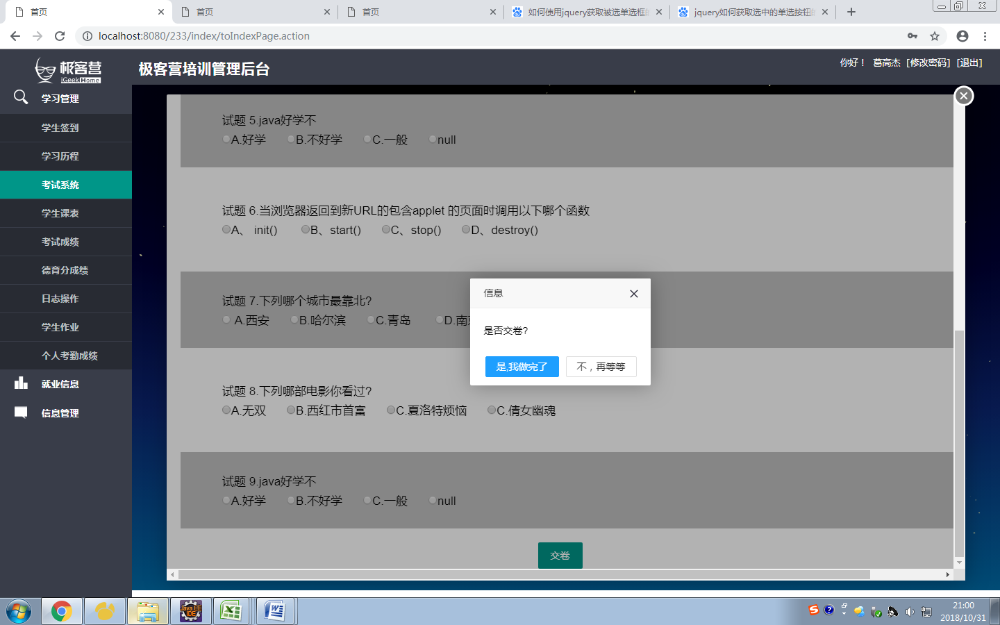 首页
首页
首页
如何使用jquery获取被选单选框
jquery如何获取选中的单选按钮
localhost:8080/233/index/toIndexPage.action
极客营
iGeekHome
极客营培训管理后台
你好！ 葛高杰 [修改密码] [退出]
学习管理
学生签到
学习历程
考试系统
学生课表
考试成绩
德育分成绩
日志操作
学生作业
个人考勤成绩
就业信息
信息管理
试题 5.java好学不
A.好学 B.不好学 C.一般 null
试题 6.当浏览器返回到新URL的包含applet 的页面时调用以下哪个函数
A、 init() B、start() C、stop() D、destroy()
试题 7.下列哪个城市最靠北?
A.西安 B.哈尔滨 C.青岛 D.南
信息
是否交卷?
是,我做完了 不，再等等
试题 8.下列哪部电影你看过?
A.无双 B.西红市首富 C.夏洛特烦恼 C.倩女幽魂
试题 9.java好学不
A.好学 B.不好学 C.一般 null
交卷
Java EE
IDE
21:00
2018/10/31